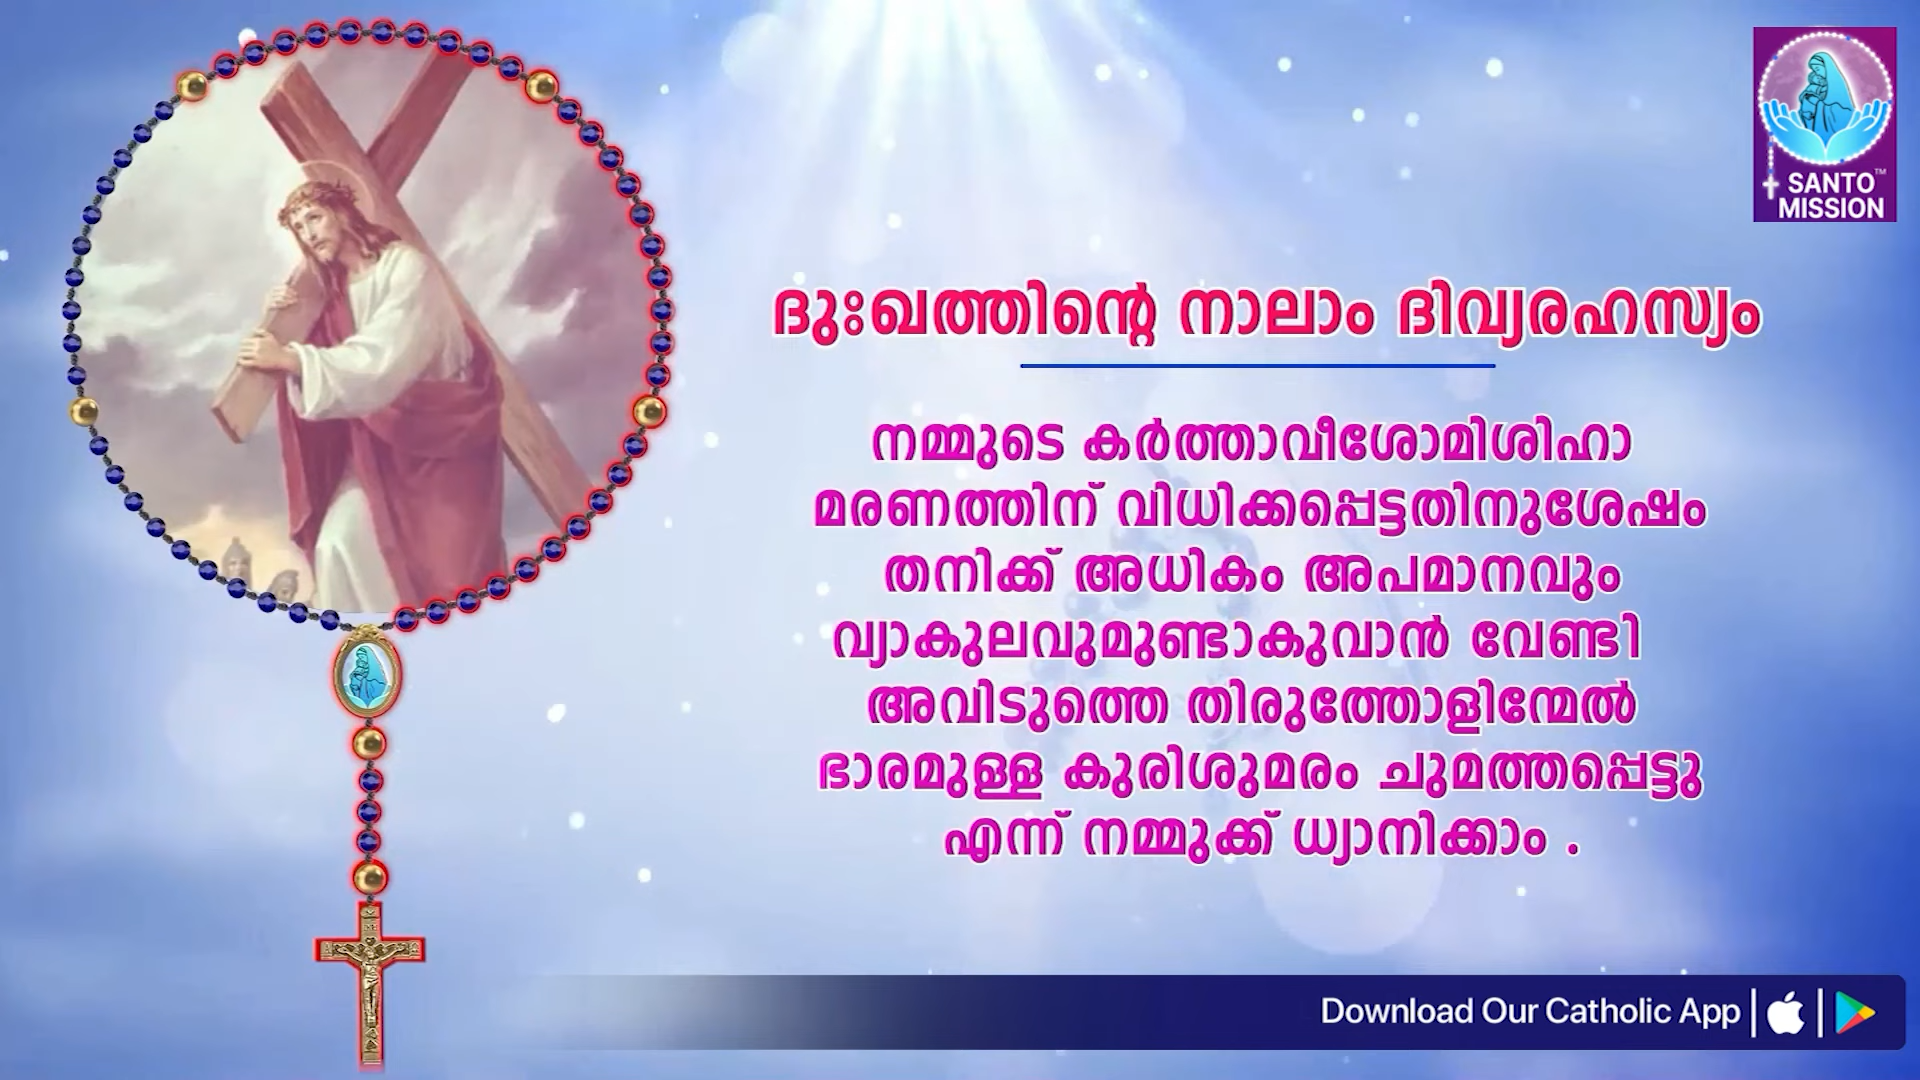 SANTO™
MISSION
ദുഃഖത്തിന്റെ നാലാം ദിവ്യരഹസ്യം
നമ്മുടെ കർത്താവീശോമിശിഹാ
മരണത്തിന് വിധിക്കപ്പെട്ടതിനുശേഷം
തനിക്ക് അധികം അപമാനവും
വ്യാകുലവുമുണ്ടാകുവാൻ വേണ്ടി
അവിടുത്തെ തിരുത്തോളിന്മേൽ
ഭാരമുള്ള കുരിശുമരം ചുമത്തപ്പെട്ടു
എന്ന് നമ്മുക്ക് ധ്യാനിക്കാം .
Download Our Catholic App